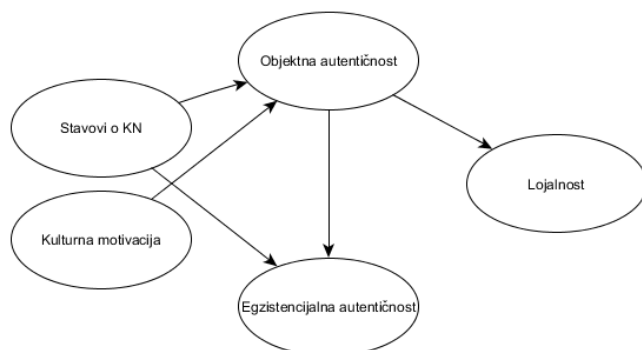 Objektna autentičnost
Stavovi o KN
Lojalnost
Kulturna motivacija
Egzistencijalna autentičnost